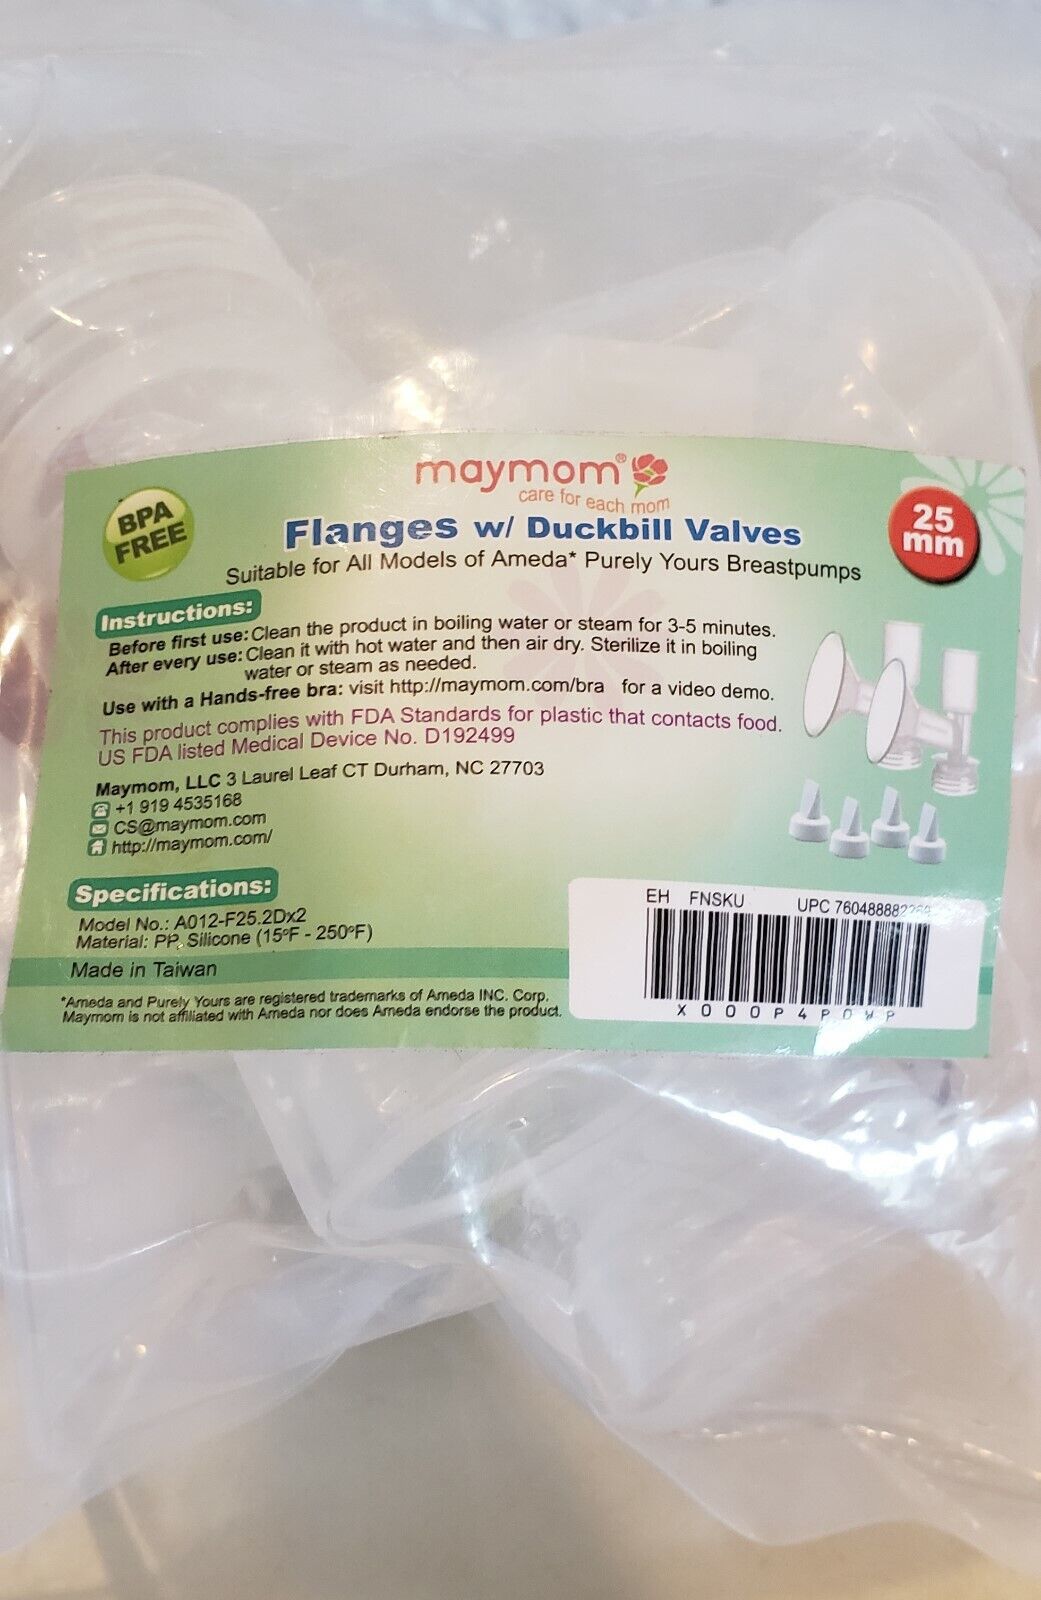 maymom®
care for each mom
BPA
FREE
Flanges w/ Duckbill Valves
25
mm
Suitable for All Models of Ameda* Purely Yours Breastpumps
Instructions:
Before first use: Clean the product in boiling water or steam for 3-5 minutes.
After every use: Clean it with hot water and then air dry. Sterilize it in boiling
water or steam as needed.
Use with a Hands-free bra: visit http://maymom.com/bra for a video demo.
This product complies with FDA Standards for plastic that contacts food.
US FDA listed Medical Device No. D192499
Maymom, LLC 3 Laurel Leaf CT Durham, NC 27703
+1 919 4535168
CS@maymom.com
http://maymom.com/
Specifications:
Model No.: A012-F25.2Dx2
Material: PP, Silicone (15ºF - 250ºF)
Made in Taiwan
*Ameda and Purely Yours are registered trademarks of Ameda INC. Corp.
Maymom is not affiliated with Ameda nor does Ameda endorse the product.
EH FNSKU UPC
X000P4P0WP